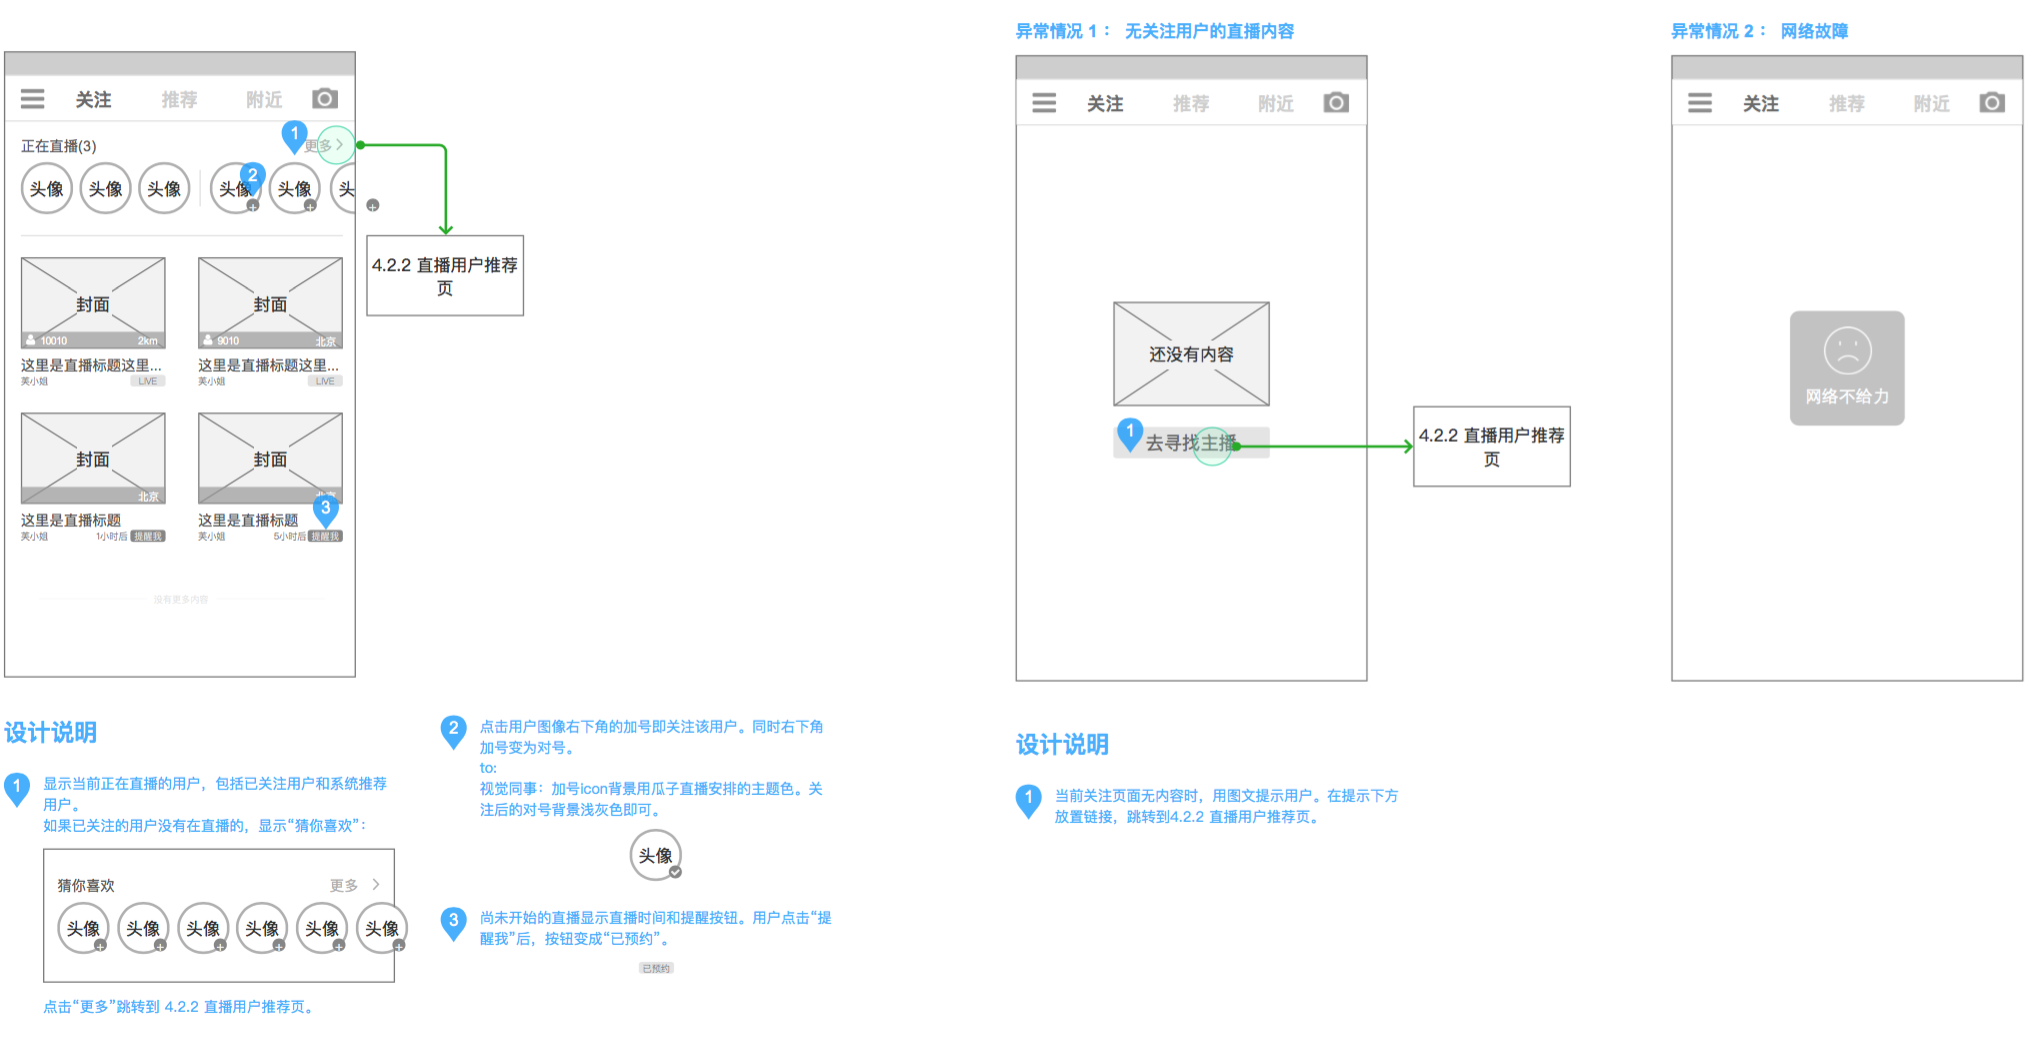 关注
推荐
附近
正在直播(3)
1
更多
头像
头像
头像
头像
2
头像
头
4.2.2 直播用户推荐
页
封面
10010
2km
这里是直播标题这里...
芙小姐
LIVE
封面
9010
北京
这里是直播标题这里...
芙小姐
LIVE
封面
北京
这里是直播标题
芙小姐
1小时后
提醒我
封面
北京
3
这里是直播标题
芙小姐
5小时后
提醒我
没有更多内容
设计说明
1
显示当前正在直播的用户，包括已关注用户和系统推荐
用户。
如果已关注的用户没有在直播的，显示“猜你喜欢”：
猜你喜欢
更多
头像
头像
头像
头像
头像
头像
点击“更多”跳转到 4.2.2 直播用户推荐页。
2
点击用户图像右下角的加号即关注该用户。同时右下角
加号变为对号。
to:
视觉同事：加号icon背景用瓜子直播安排的主题色。关
注后的对号背景浅灰色即可。
头像
3
尚未开始的直播显示直播时间和提醒按钮。用户点击“提
醒我”后，按钮变成“已预约”。
已预约
异常情况 1： 无关注用户的直播内容
关注
推荐
附近
还没有内容
1
去寻找主播
4.2.2 直播用户推荐
页
设计说明
1
当前关注页面无内容时，用图文提示用户。在提示下方
放置链接，跳转到4.2.2 直播用户推荐页。
异常情况 2： 网络故障
关注
推荐
附近
网络不给力